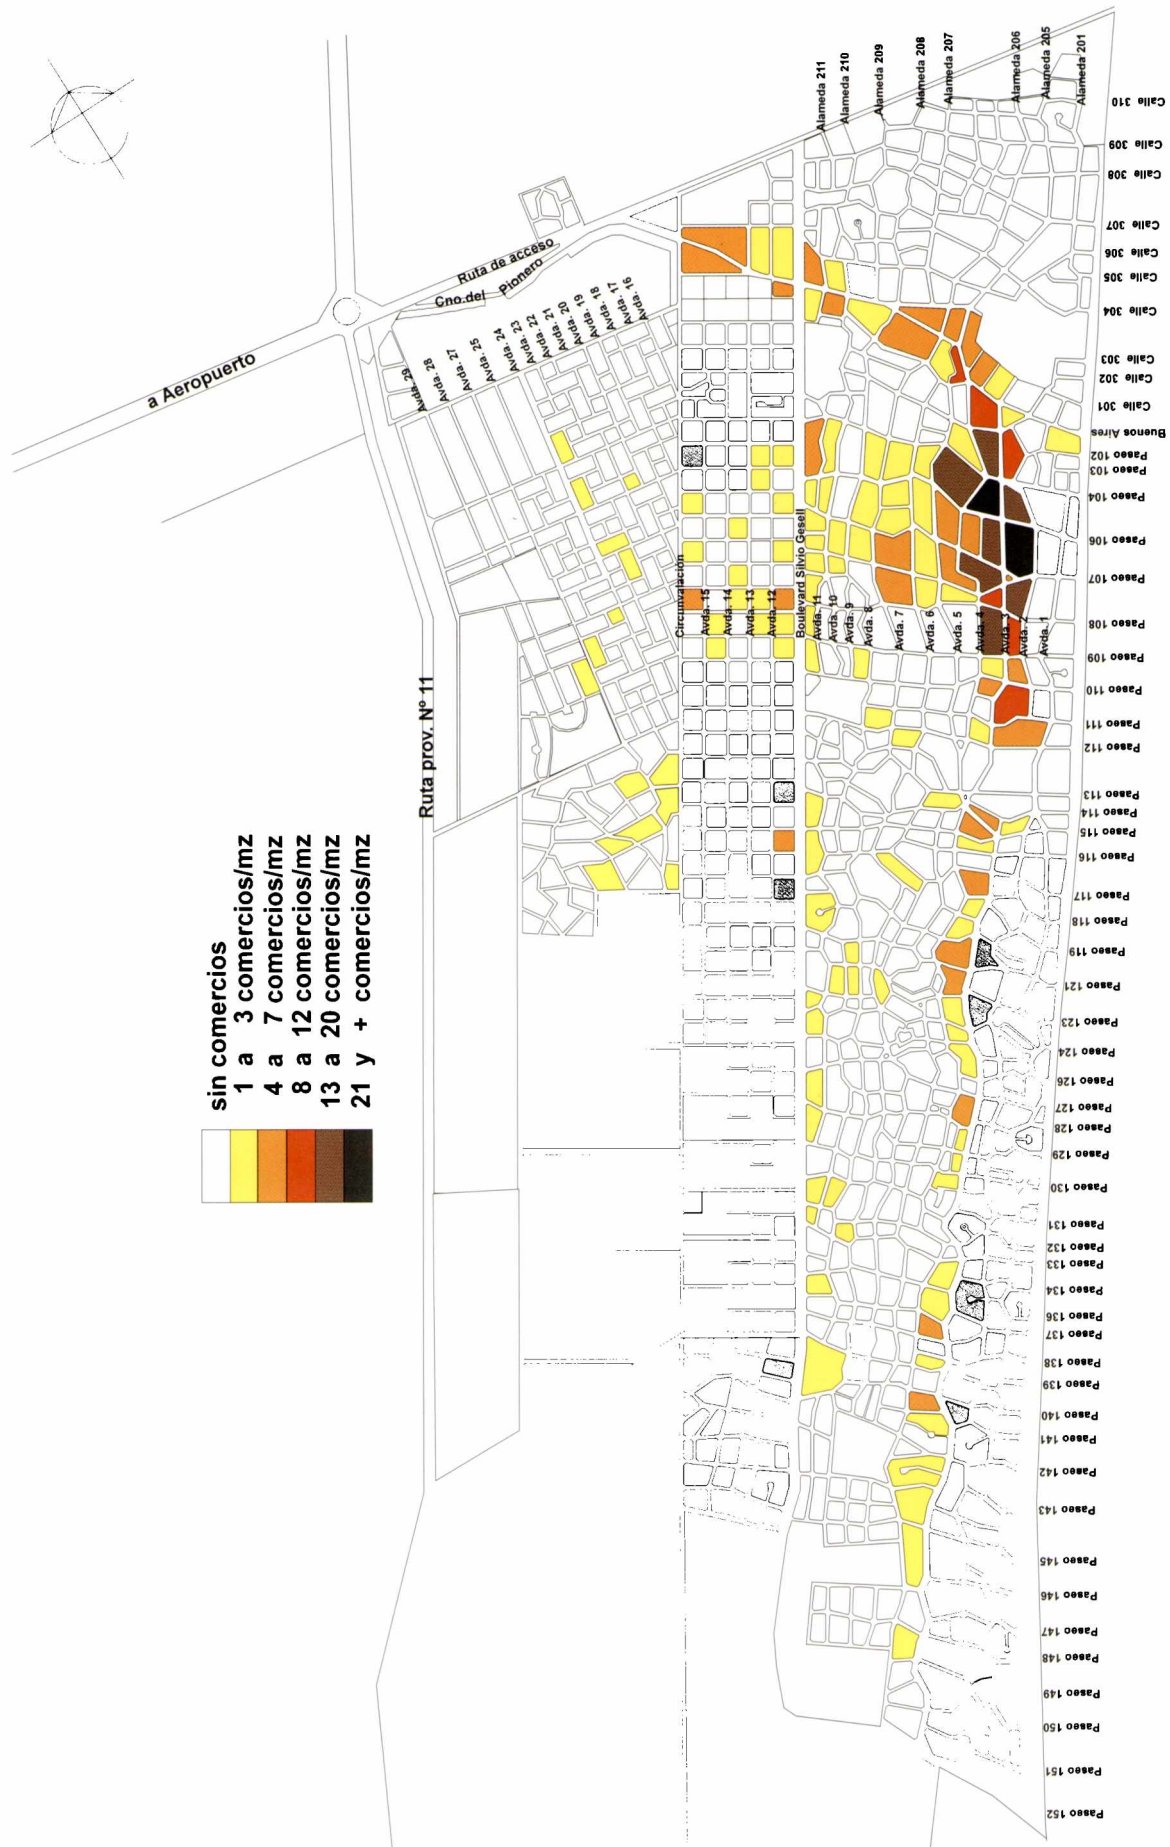 Alameda 211
Alameda 210
Alameda 209
Alameda 208
Alameda 207
Alameda 206
Alameda 205
Alameda 201
Calle 310
Calle 309
Calle 308
Calle 307
Calle 306
Calle 305
Calle 304
Calle 303
Calle 302
Calle 301
Buenos Aires
Paseo 102
Paseo 103
Paseo 104
Paseo 106
Paseo 107
Paseo 108
Paseo 109
Paseo 110
Paseo 111
Paseo 112
Paseo 113
Paseo 114
Paseo 115
Paseo 116
Paseo 117
Paseo 118
Paseo 119
Paseo 121
Paseo 123
Paseo 124
Paseo 126
Paseo 127
Paseo 128
Paseo 129
Paseo 130
Paseo 131
Paseo 132
Paseo 133
Paseo 134
Paseo 136
Paseo 137
Paseo 138
Paseo 139
Paseo 140
Paseo 141
Paseo 142
Paseo 143
Paseo 145
Paseo 146
Paseo 147
Paseo 148
Paseo 149
Paseo 150
Paseo 151
Paseo 152
a Aeropuerto
Ruta de acceso
Cno.del Pionero
Avda. 29
Avda. 28
Avda. 27
Avda. 25
Avda. 24
Avda. 23
Avda. 22
Avda. 21
Avda. 20
Avda. 19
Avda. 18
Avda. 17
Avda. 16
Ruta prov. Nº 11
Circunvalación
Avda. 15
Avda. 14
Avda. 13
Avda. 12
Boulevard Silvio Gesell
Avda. 11
Avda. 10
Avda. 9
Avda. 8
Avda. 7
Avda. 6
Avda. 5
Avda. 4
Avda. 3
Avda. 2
Avda. 1
sin comercios
1 a 3 comercios/mz
4 a 7 comercios/mz
8 a 12 comercios/mz
13 a 20 comercios/mz
21 y + comercios/mz